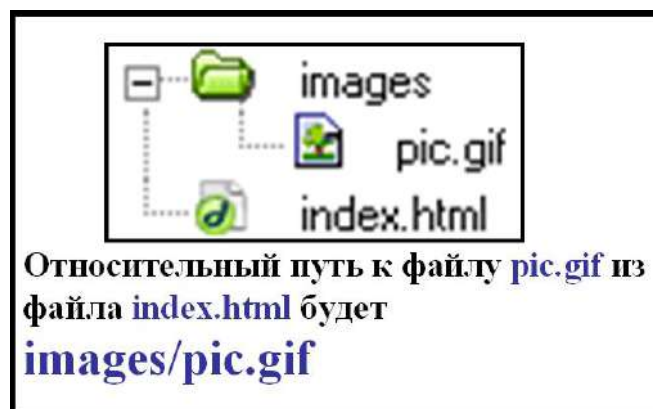 images
pic.gif
index.html
Относительный путь к файлу pic.gif из
файла index.html будет
images/pic.gif